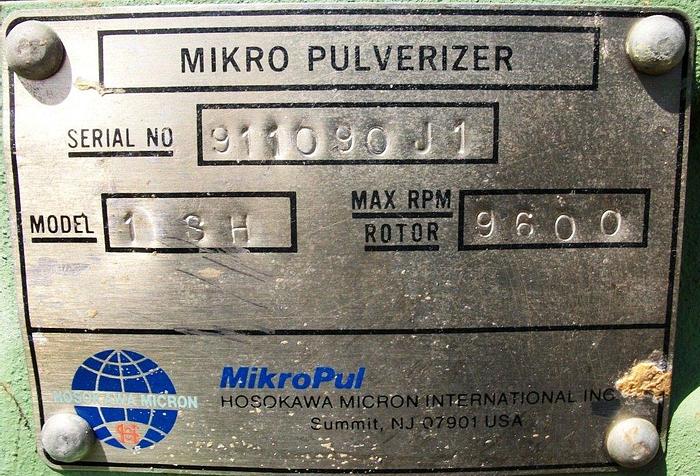 MIKRO PULVERIZER
SERIAL NO 911090 J1
MODEL 1 SH MAX RPM ROTOR 9600
HOSOKAWA MICRON
H
MikroPul
HOSOKAWA MICRON INTERNATIONAL INC
Summit, NJ 07901 USA